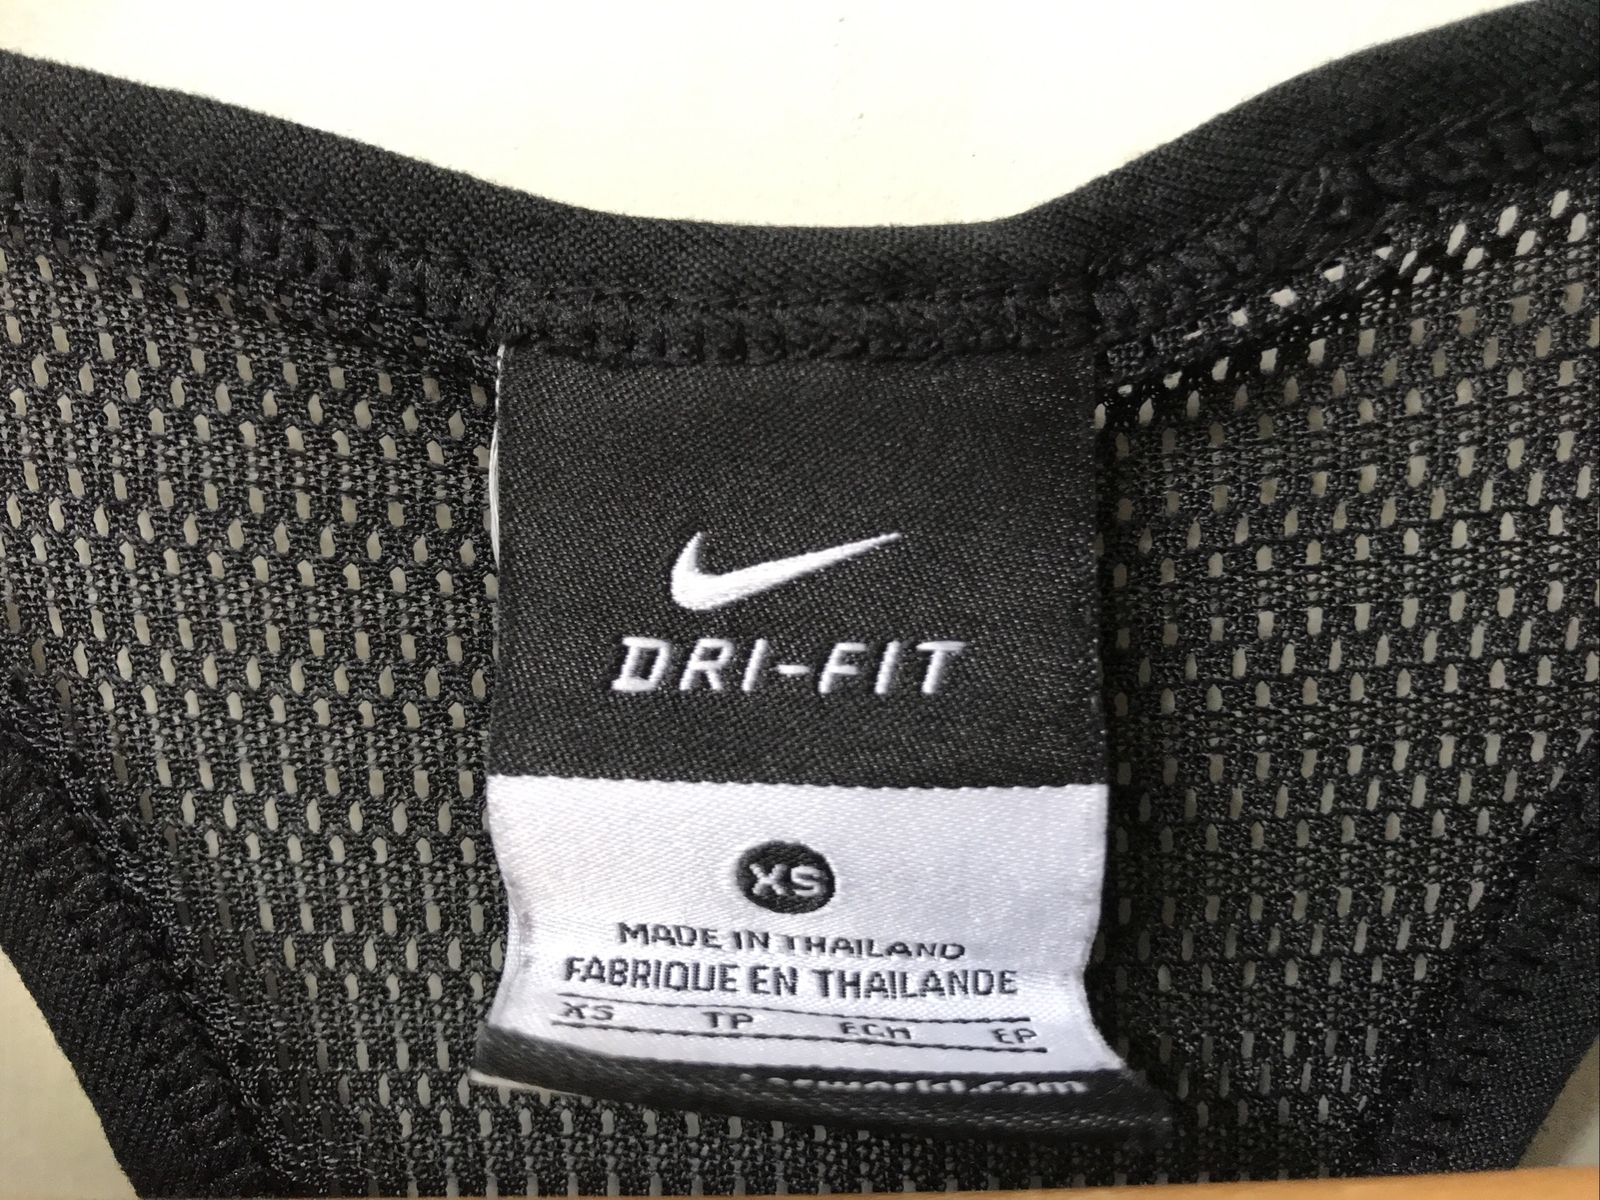 DRI-FIT
XS
MADE IN THAILAND
FABRIQUE EN THAILANDE
XS TP ECH EP